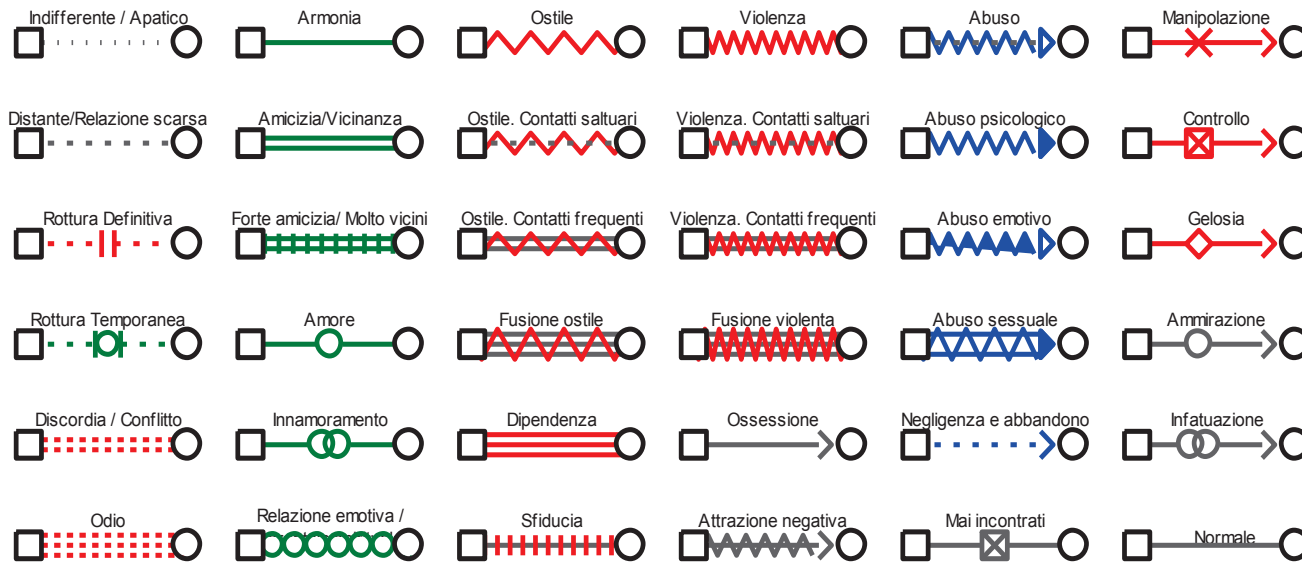 Indifferente / Apatico
Armonia
Ostile
Violenza
Abuso
Manipolazione
Distante/Relazione scarsa
Amicizia/Vicinanza
Ostile. Contatti saltuari
Violenza. Contatti saltuari
Abuso psicologico
Controllo
Rottura Definitiva
Forte amicizia/ Molto vicini
Ostile. Contatti frequenti
Violenza. Contatti frequenti
Abuso emotivo
Gelosia
Rottura Temporanea
Amore
Fusione ostile
Fusione violenta
Abuso sessuale
Ammirazione
Discordia / Conflitto
Innamoramento
Dipendenza
Ossessione
Negligenza e abbandono
Infatuazione
Odio
Relazione emotiva /
Sfiducia
Attrazione negativa
Mai incontrati
Normale